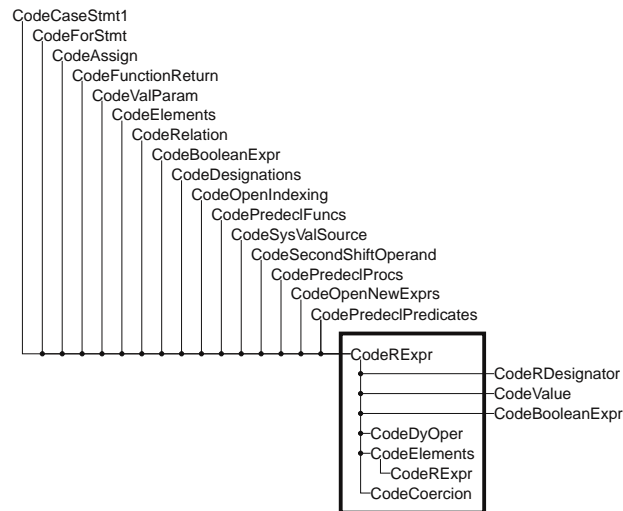 CodeCaseStmt1
CodeForStmt
CodeAssign
CodeFunctionReturn
CodeValParam
CodeElements
CodeRelation
CodeBooleanExpr
CodeDesignations
CodeOpenIndexing
CodePredeclFuncs
CodeSysValSource
CodeSecondShiftOperand
CodePredeclProcs
CodeOpenNewExprs
CodePredeclPredicates
CodeRExpr
CodeRDesignator
CodeValue
CodeBooleanExpr
CodeDyOper
CodeElements
CodeRExpr
CodeCoercion